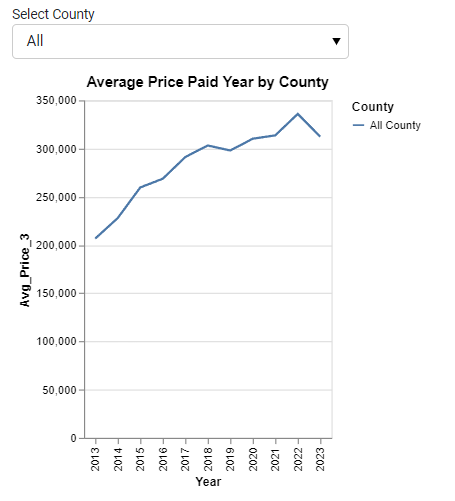 Select County
All
Average Price Paid Year by County
County
All County
350,000
300,000
250,000
200,000
150,000
100,000
50,000
0
Avg_Price_3
2013 2014 2015 2016 2017 2018 2019 2020 2021 2022 2023
Year